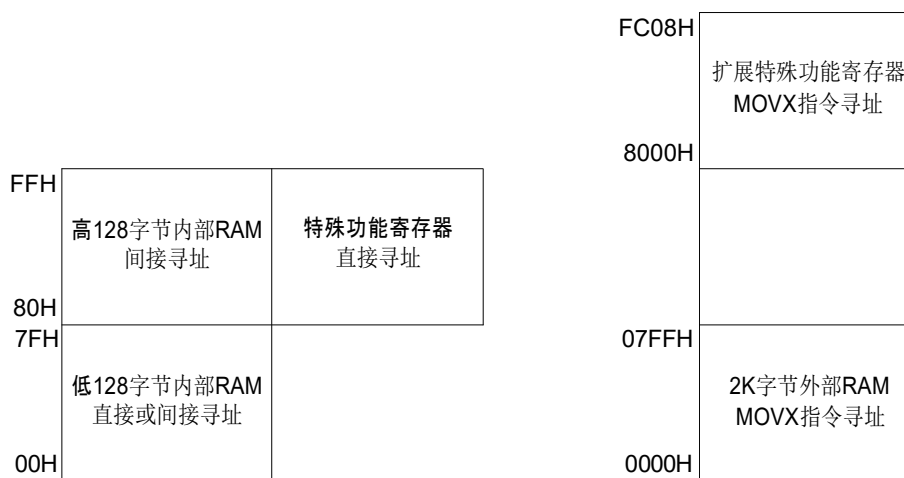 FC08H
扩展特殊功能寄存器
MOVX指令寻址
8000H
FFH
高128字节内部RAM
间接寻址
特殊功能寄存器
直接寻址
80H
7FH
07FFH
低128字节内部RAM
直接或间接寻址
2K字节外部RAM
MOVX指令寻址
00H
0000H